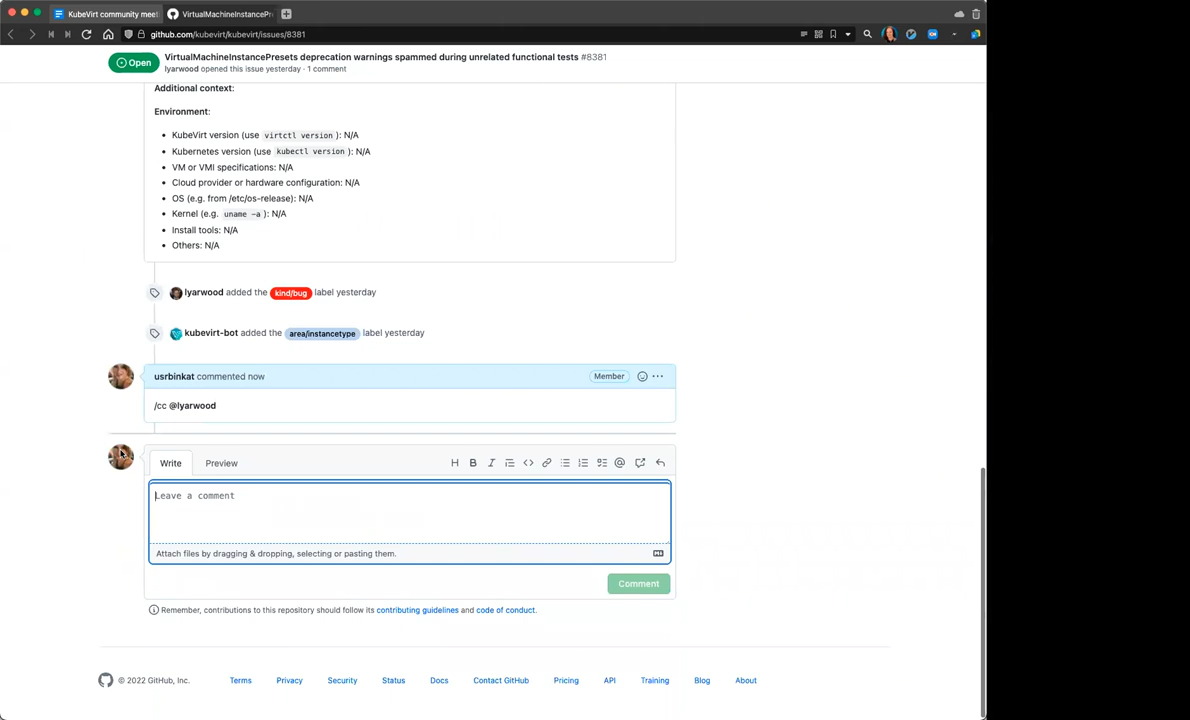 KubeVirt community meet
VirtualMachineInstancePr
github.com/kubevirt/kubevirt/issues/8381
Open
VirtualMachineInstancePresets deprecation warnings spammed during unrelated functional tests #8381
lyarwood opened this issue yesterday · 1 comment
Additional context:
Environment:
• KubeVirt version (use virtctl version): N/A
• Kubernetes version (use kubectl version): N/A
• VM or VMI specifications: N/A
• Cloud provider or hardware configuration: N/A
• OS (e.g. from /etc/os-release): N/A
• Kernel (e.g. uname -a): N/A
• Install tools: N/A
• Others: N/A
lyarwood added the kind/bug label yesterday
kubevirt-bot added the area/instancetype label yesterday
usrbinkat commented now
Member
/cc @lyarwood
Write
Preview
Leave a comment
Attach files by dragging & dropping, selecting or pasting them.
Comment
Remember, contributions to this repository should follow its contributing guidelines and code of conduct.
© 2022 GitHub, Inc.
Terms
Privacy
Security
Status
Docs
Contact GitHub
Pricing
API
Training
Blog
About